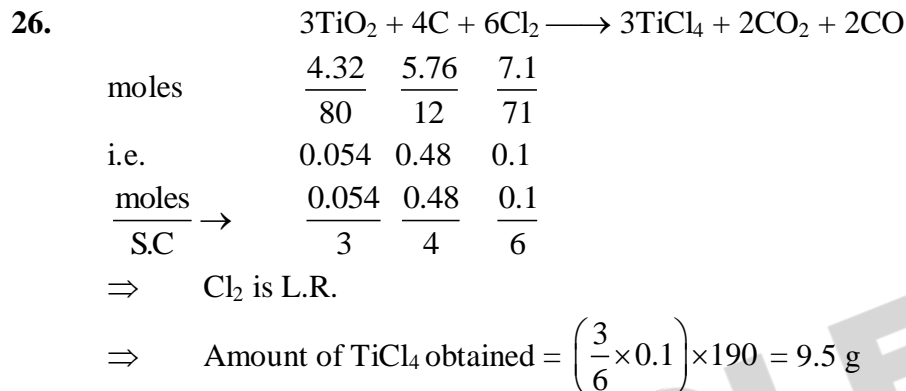 26. 3TiO₂ + 4C + 6Cl₂ ⟶ 3TiCl₄ + 2CO₂ + 2CO
moles 4.32/80 5.76/12 7.1/71
i.e. 0.054 0.48 0.1
moles/S.C → 0.054/3 0.48/4 0.1/6
⇒ Cl₂ is L.R.
⇒ Amount of TiCl₄ obtained = (3/6 × 0.1) × 190 = 9.5 g